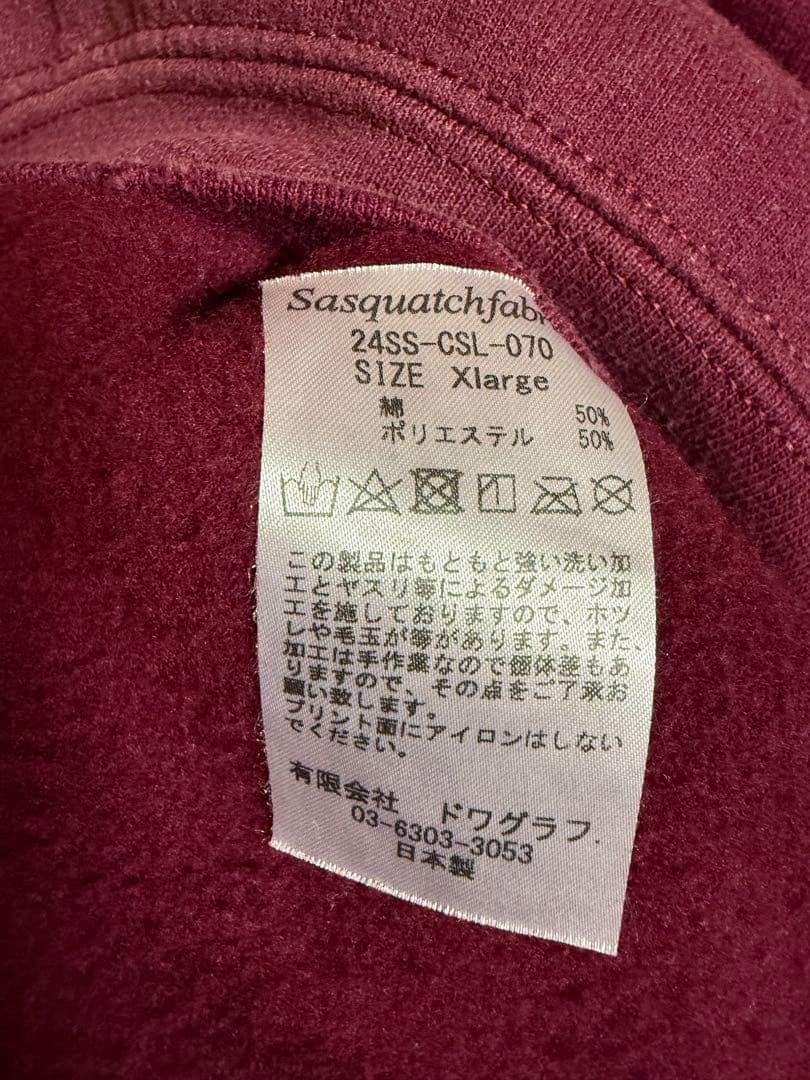 Sasquatchfab
24SS-CSL-070
SIZE Xlarge
綿 50%
ポリエステル 50%
この製品はもともと強い洗い加
工とヤスリ等によるダメージ加
工を施しておりますので、ホツ
レや毛玉が等があります。また、
加工は手作業なので個体差もあ
りますので、その点をご了承お
願い致します。
プリント面にアイロンはしない
でください。
有限会社 ドワグラフ.
03-6303-3053
日本製